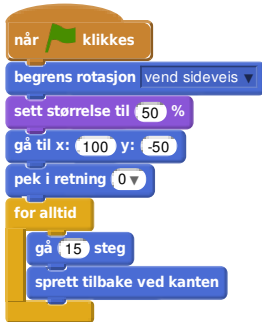 når klikkes
begrens rotasjon vend sideveis
sett størrelse til 50 %
gå til x: 100 y: -50
pek i retning 0
for alltid
gå 15 steg
sprett tilbake ved kanten